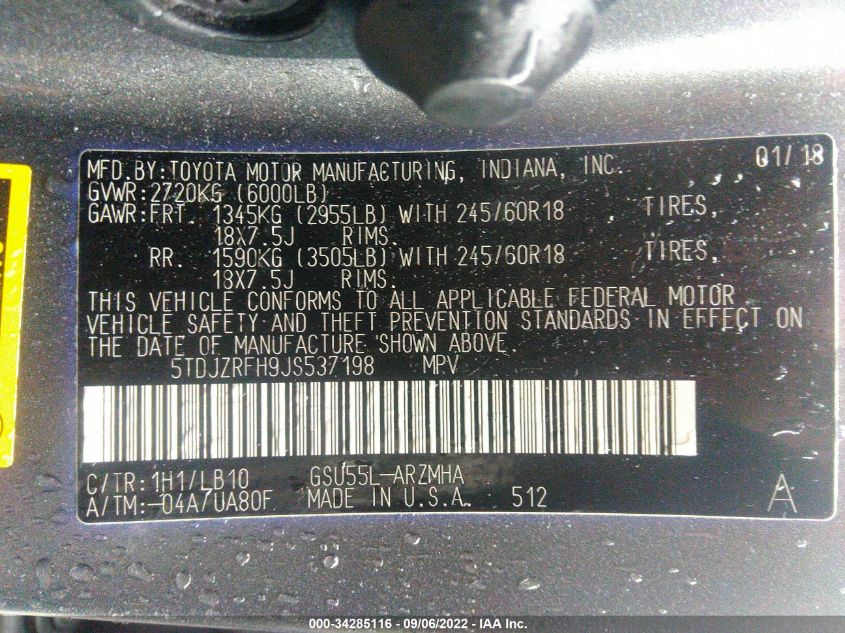 MFD.BY:TOYOTA MOTOR MANUFACTURING, INDIANA, INC. 01/18
GVWR:2720KG (6000LB)
GAWR:FRT. 1345KG (2955LB) WITH 245/60R18 TIRES,
18X7.5J RIMS.
RR. 1590KG (3505LB) WITH 245/60R18 TIRES,
18X7.5J RIMS.
THIS VEHICLE CONFORMS TO ALL APPLICABLE FEDERAL MOTOR
VEHICLE SAFETY AND THEFT PREVENTION STANDARDS IN EFFECT ON
THE DATE OF MANUFACTURE SHOWN ABOVE.
5TDJZRFH9JS537198 MPV
C/TR:1H1/LB10 GSU55L-ARZMHA
A/TM:-04A/UA80F MADE IN U.S.A. 512 A
000-34285116 - 09/06/2022 - IAA Inc.